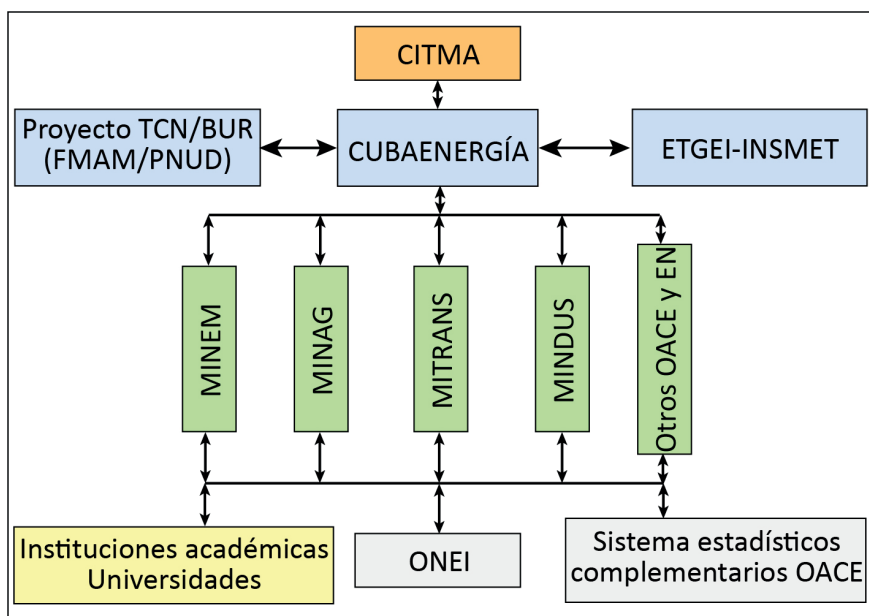 CITMA
Proyecto TCN/BUR
(FMAM/PNUD)
CUBAENERGÍA
ETGEI-INSMET
MINEM
MINAG
MITRANS
MINDUS
Otros OACE y EN
Instituciones académicas
Universidades
ONEI
Sistema estadísticos
complementarios OACE